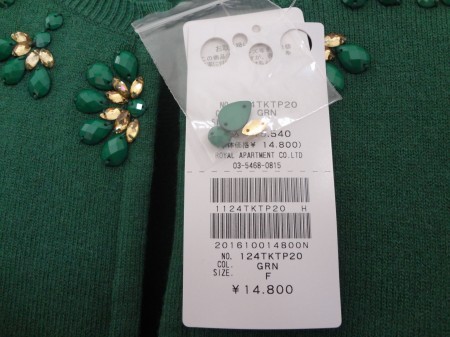 NO. 124TKTP20
GRN
¥14.800)
ROYAL APARTMENT CO.LTD
03-5468-0815
1124TKTP20 H
201610014800N
NO. 124TKTP20
COL. GRN
SIZE. F
¥14.800